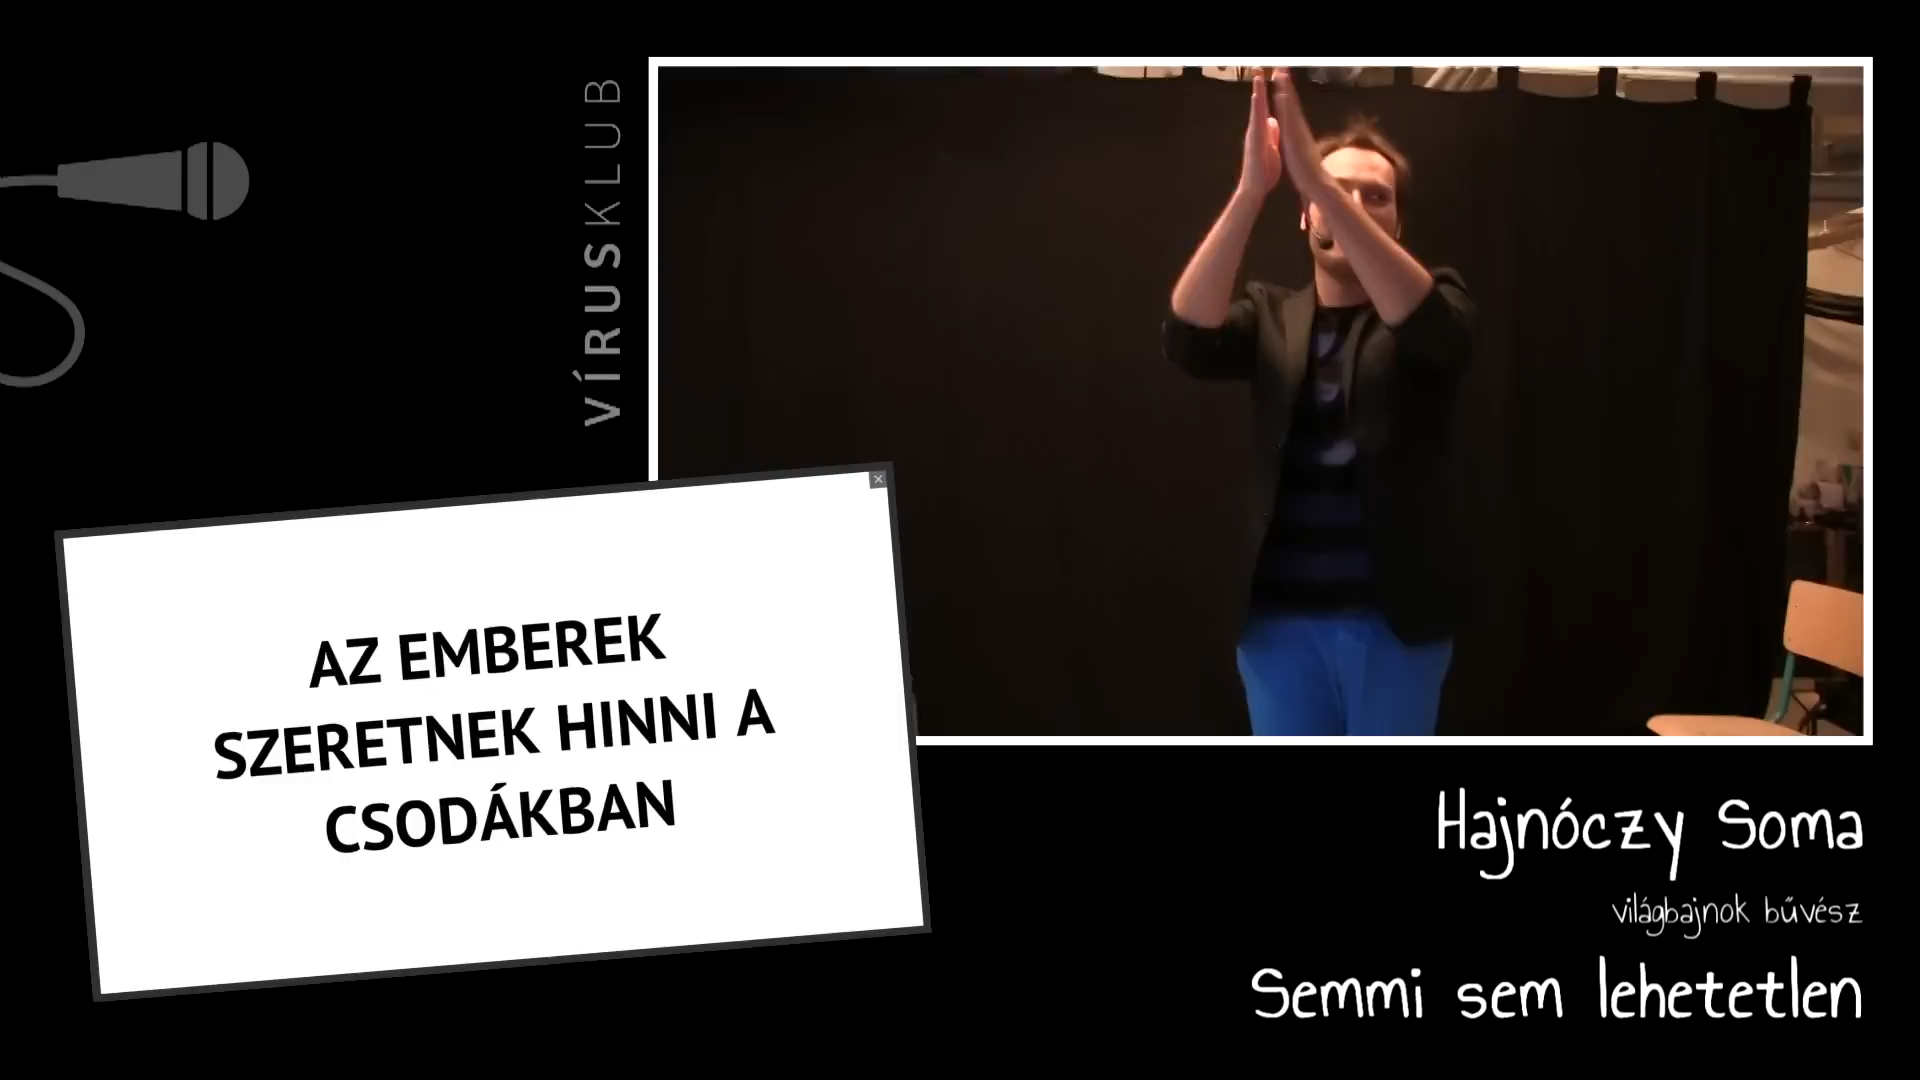 VÍRUSKLUB
AZ EMBEREK
SZERETNEK HINNI A
CSODÁKBAN
Hajnóczy Soma
világbajnok bűvész
Semmi sem lehetetlen